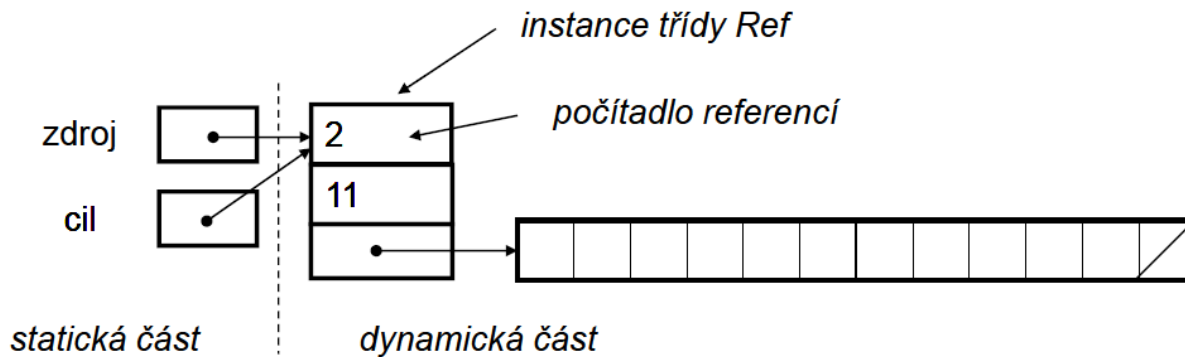 instance třídy Ref
zdroj
2
počítadlo referencí
11
cil
statická část
dynamická část